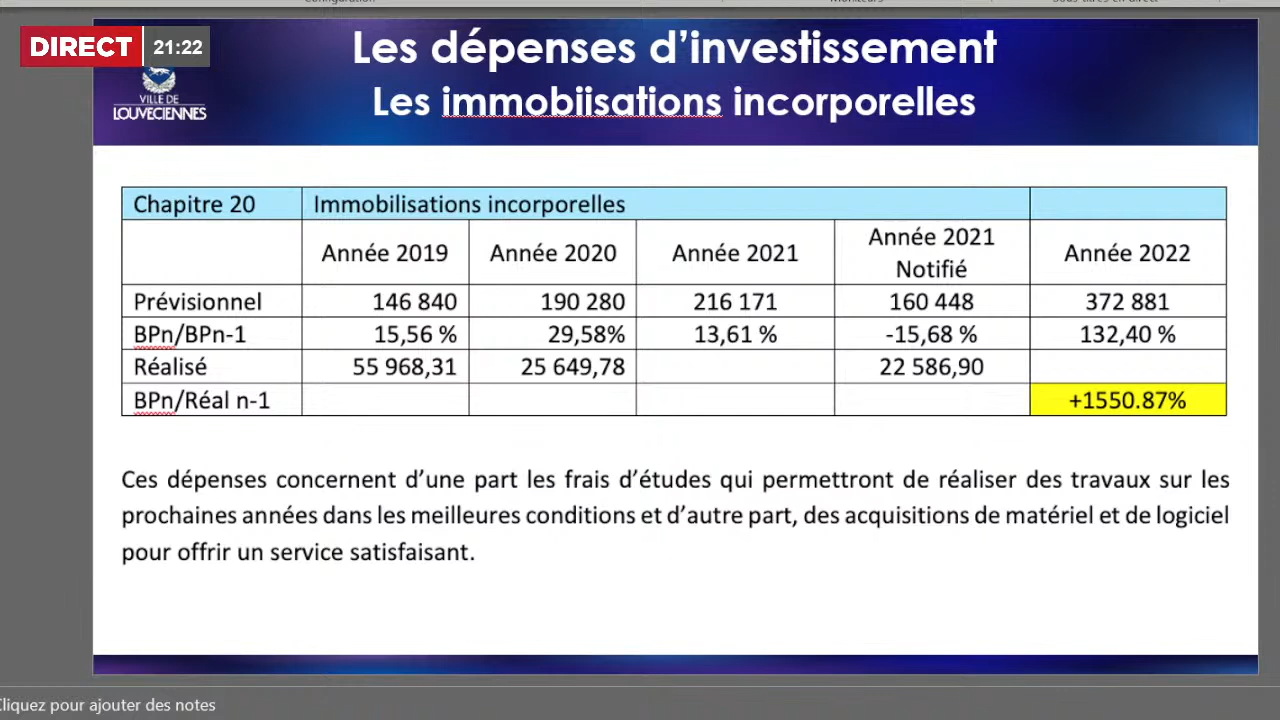 DIRECT 21:22
VILLE DE
LOUVECIENNES
Les dépenses d’investissement
Les immobiisations incorporelles
Chapitre 20 Immobilisations incorporelles
Année 2019 Année 2020 Année 2021 Année 2021 Notifié Année 2022
Prévisionnel 146 840 190 280 216 171 160 448 372 881
BPn/BPn-1 15,56 % 29,58% 13,61 % -15,68 % 132,40 %
Réalisé 55 968,31 25 649,78 22 586,90
BPn/Réal n-1 +1550.87%
Ces dépenses concernent d’une part les frais d’études qui permettront de réaliser des travaux sur les
prochaines années dans les meilleures conditions et d’autre part, des acquisitions de matériel et de logiciel
pour offrir un service satisfaisant.
Cliquez pour ajouter des notes